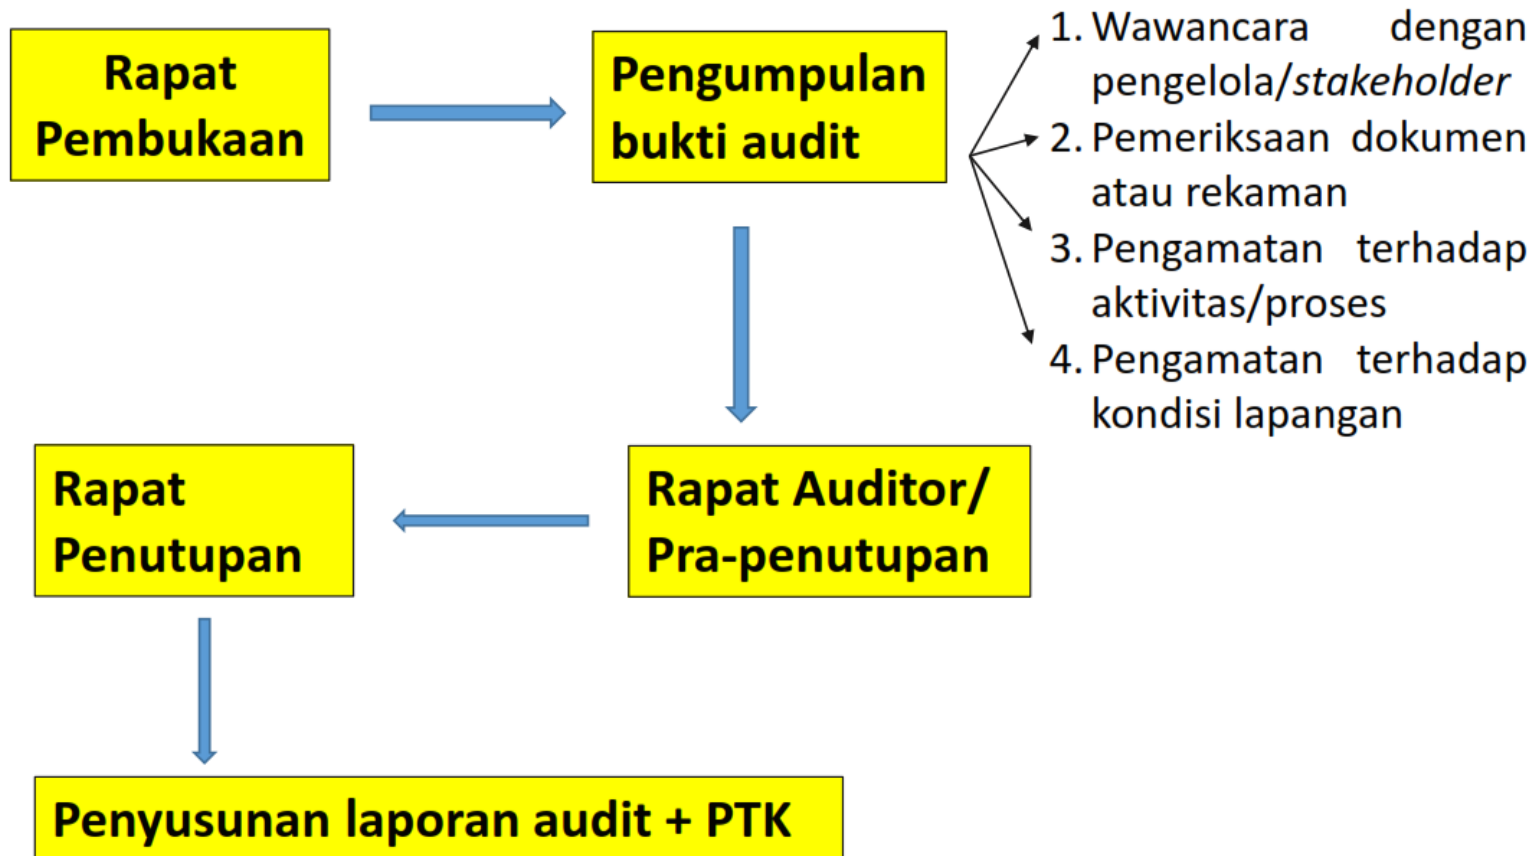 Rapat
Pembukaan
Pengumpulan
bukti audit
1. Wawancara dengan
pengelola/stakeholder
2. Pemeriksaan dokumen
atau rekaman
3. Pengamatan terhadap
aktivitas/proses
4. Pengamatan terhadap
kondisi lapangan
Rapat Auditor/
Pra-penutupan
Rapat
Penutupan
Penyusunan laporan audit + PTK